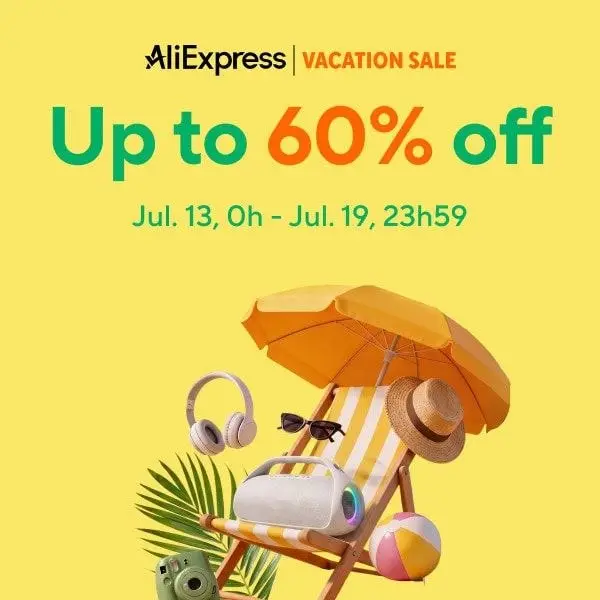 AliExpress | VACATION SALE
Up to 60% off
Jul. 13, 0h - Jul. 19, 23h59